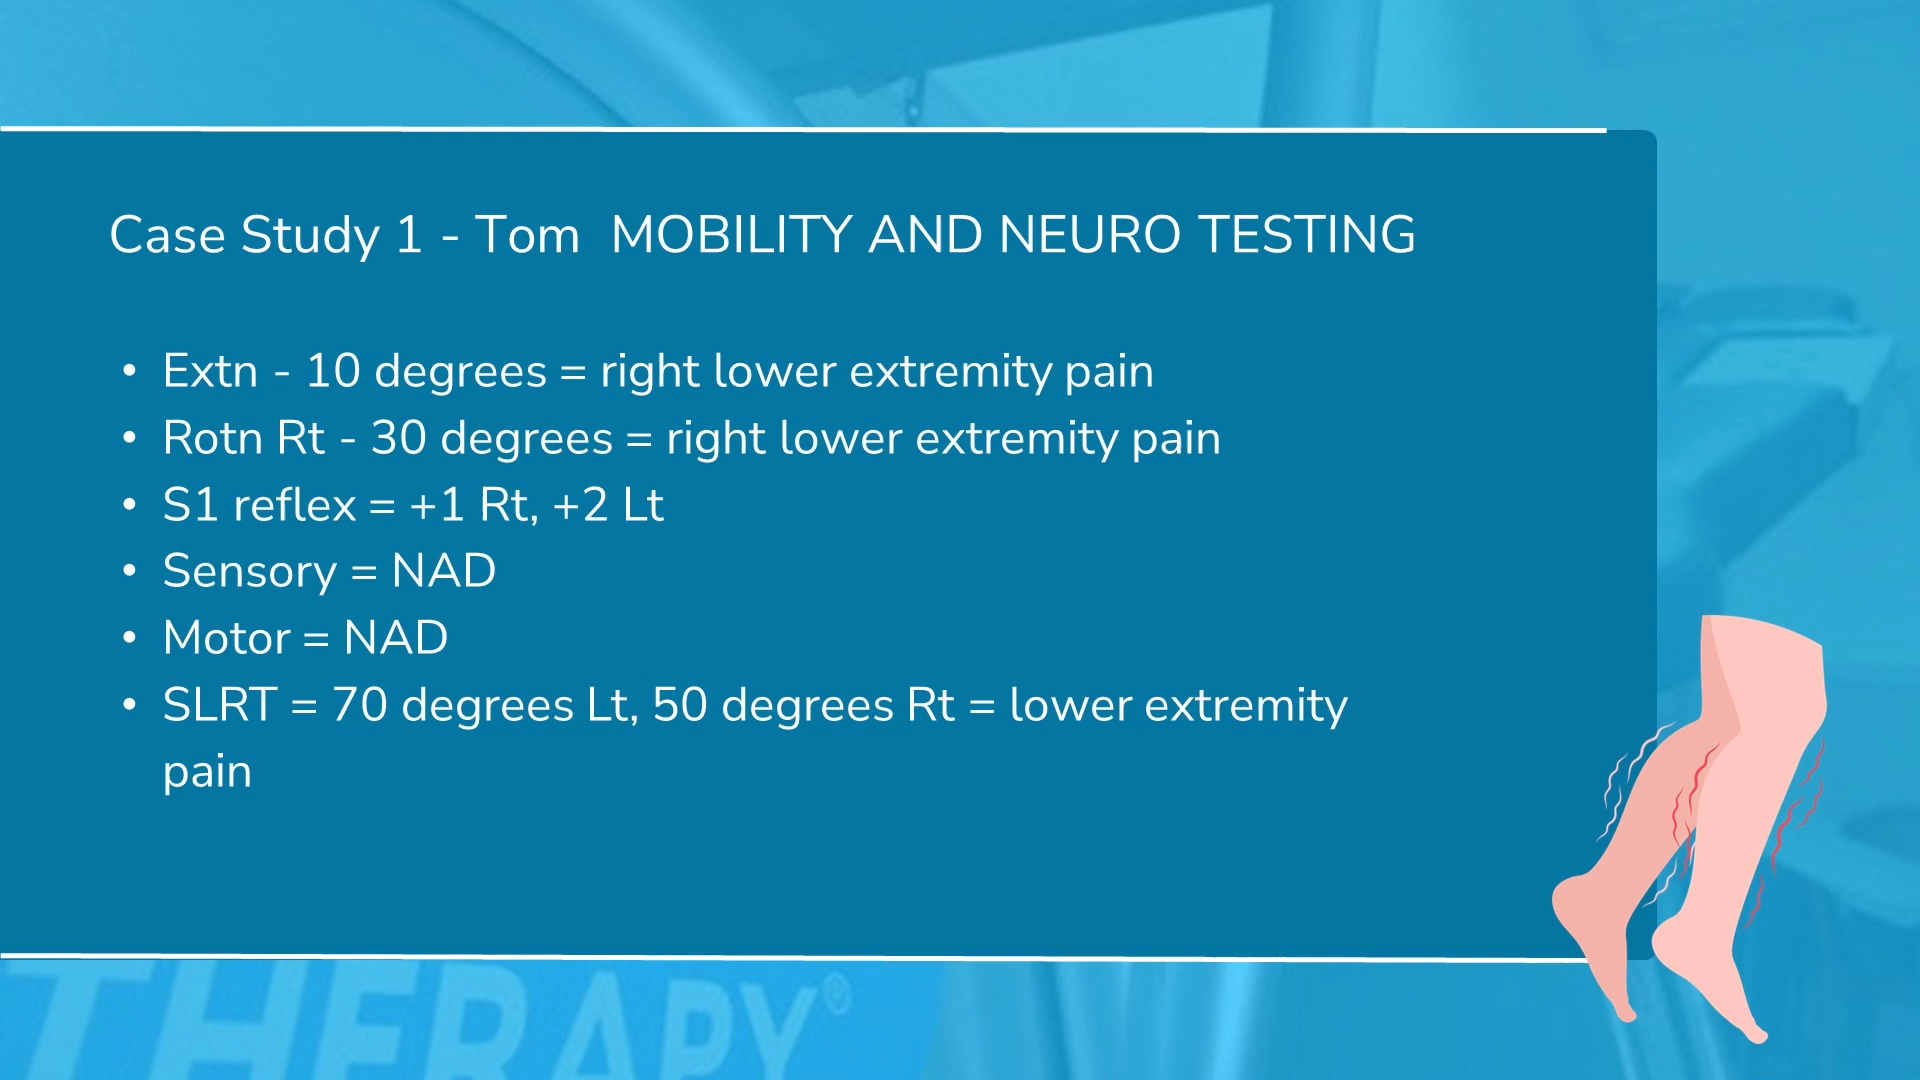 Case Study 1 - Tom  MOBILITY AND NEURO TESTING
• Extn - 10 degrees = right lower extremity pain
• Rotn Rt - 30 degrees = right lower extremity pain
• S1 reflex = +1 Rt, +2 Lt
• Sensory = NAD
• Motor = NAD
• SLRT = 70 degrees Lt, 50 degrees Rt = lower extremity
pain
THERAPY®